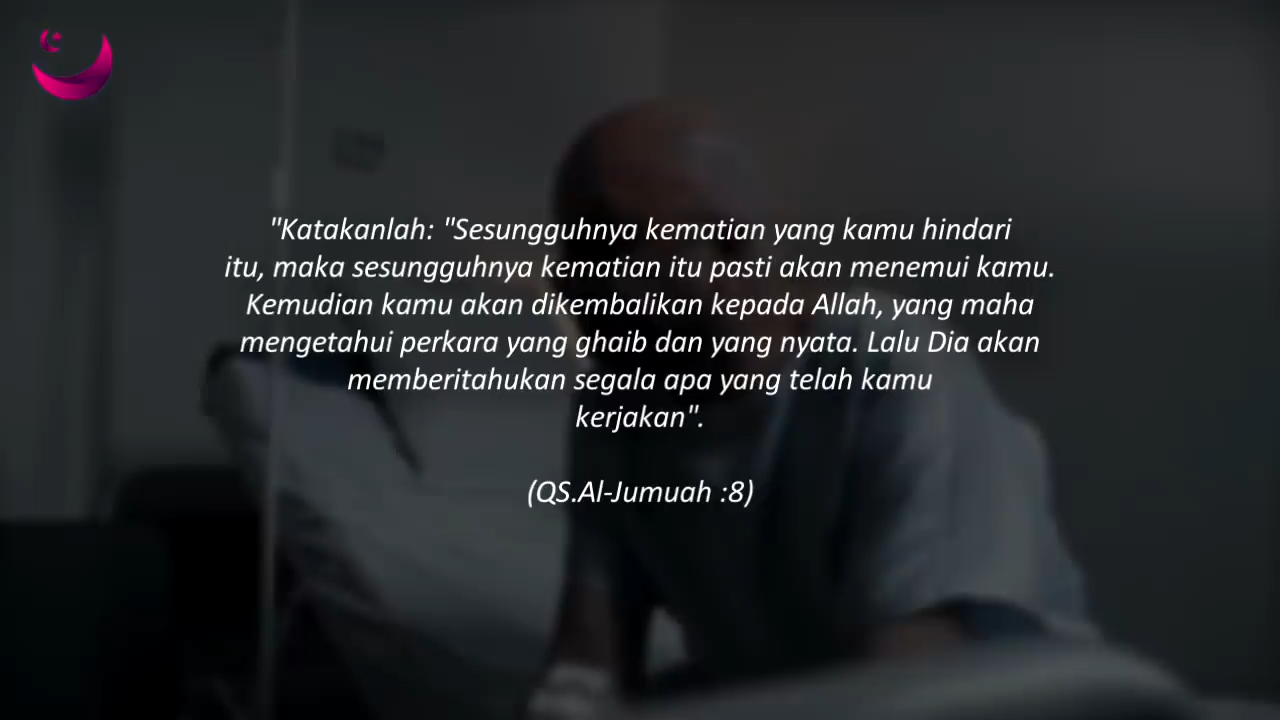 "Katakanlah: "Sesungguhnya kematian yang kamu hindari
itu, maka sesungguhnya kematian itu pasti akan menemui kamu.
Kemudian kamu akan dikembalikan kepada Allah, yang maha
mengetahui perkara yang ghaib dan yang nyata. Lalu Dia akan
memberitahukan segala apa yang telah kamu
kerjakan".
(QS.Al-Jumuah :8)